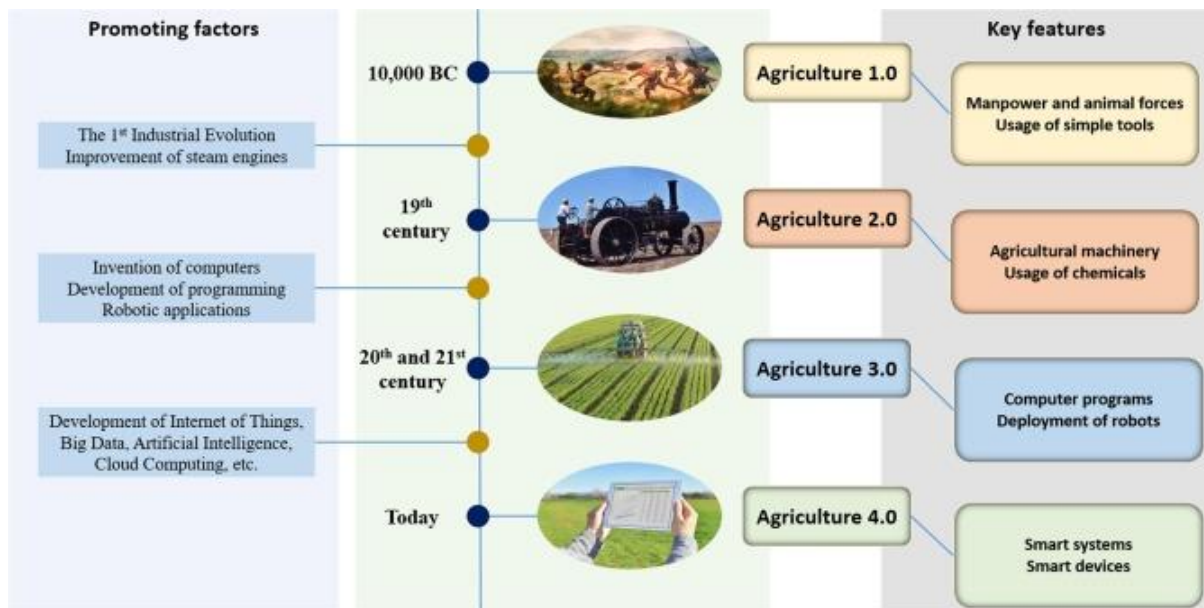 Promoting factors
Key features
10,000 BC
Agriculture 1.0
Manpower and animal forces
Usage of simple tools
The 1st Industrial Evolution
Improvement of steam engines
19th
century
Agriculture 2.0
Agricultural machinery
Usage of chemicals
Invention of computers
Development of programming
Robotic applications
20th and 21st
century
Agriculture 3.0
Computer programs
Deployment of robots
Development of Internet of Things,
Big Data, Artificial Intelligence,
Cloud Computing, etc.
Today
Agriculture 4.0
Smart systems
Smart devices